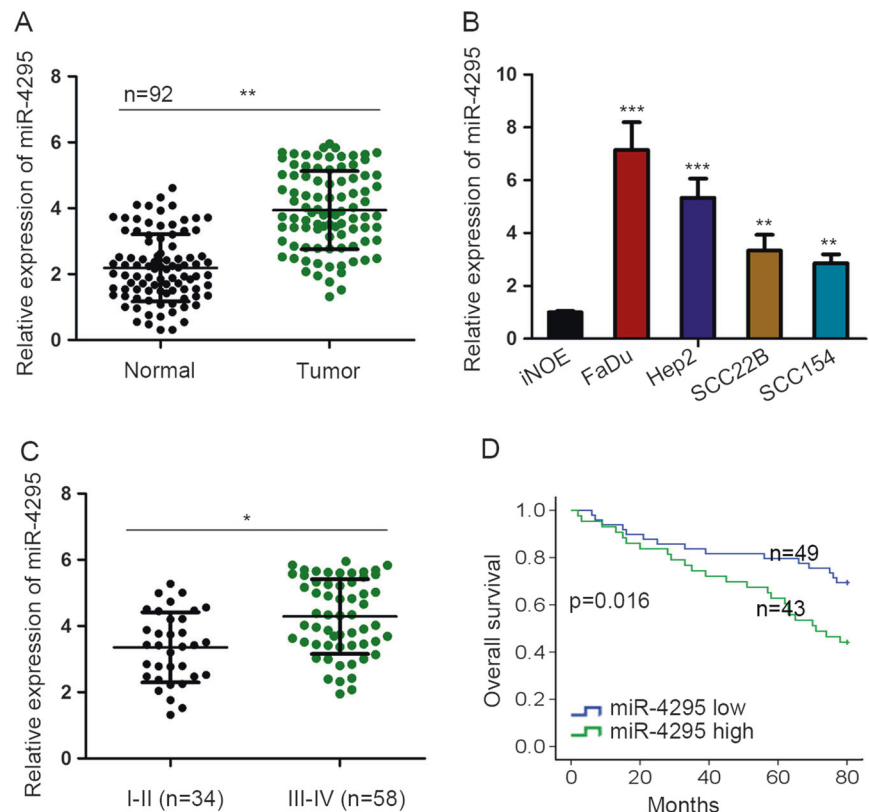 A
Relative expression of miR-4295
8
6
4
2
0
n=92
**
Normal
Tumor
B
Relative expression of miR-4295
10
8
6
4
2
0
***
***
**
**
iNOE
FaDu
Hep2
SCC22B
SCC154
C
Relative expression of miR-4295
8
6
4
2
0
*
I-II (n=34)
III-IV (n=58)
D
Overall survival
1.0
0.8
0.6
0.4
0.2
0.0
n=49
p=0.016
n=43
miR-4295 low
miR-4295 high
0
20
40
60
80
Months